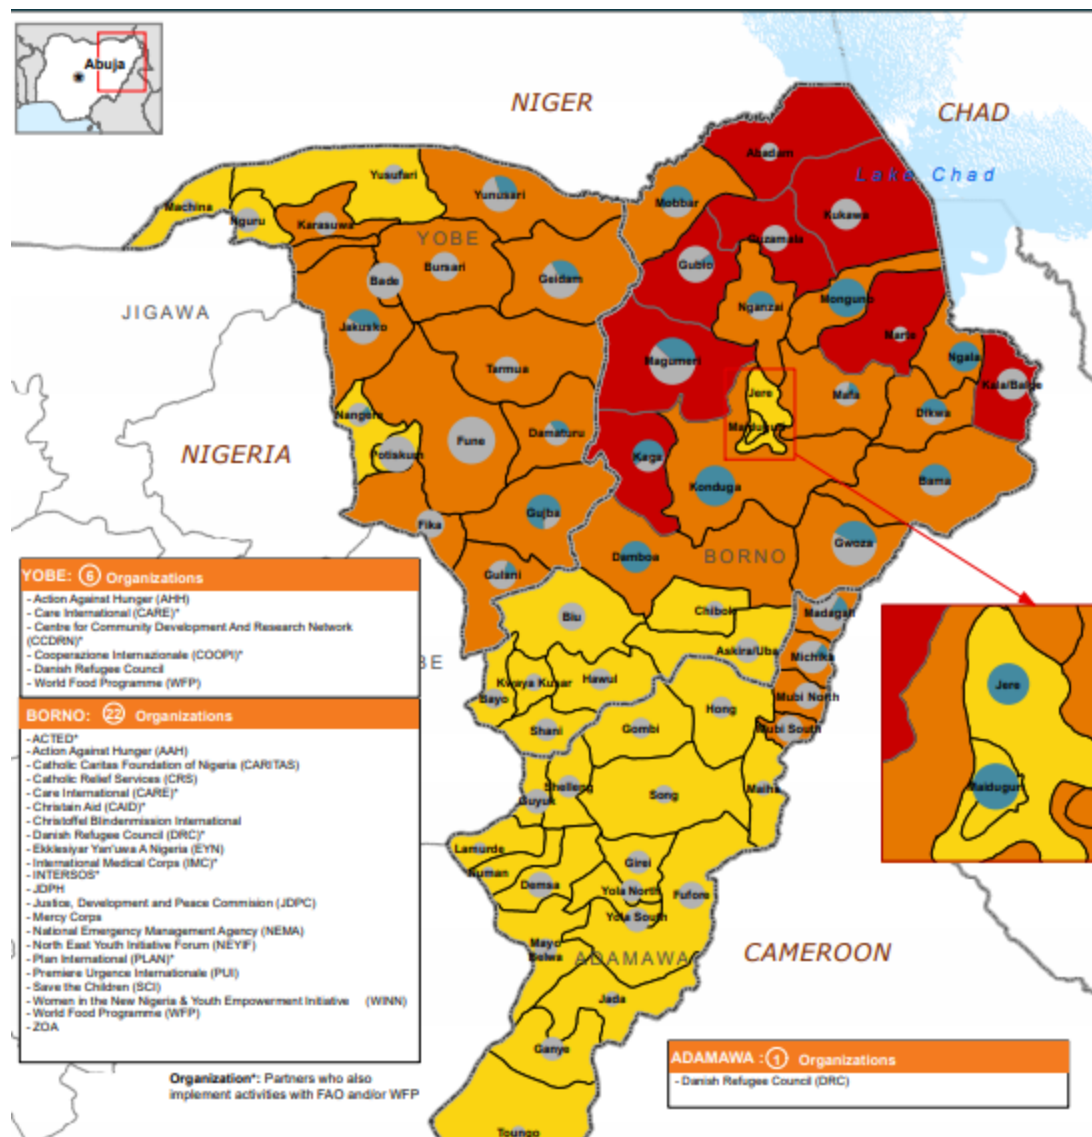 Abuja
NIGER
CHAD
Lake Chad
Abadam
Yusufari
Yunusari
Mobbar
Kukawa
Machina
Nguru
Karasuwa
YOBE
Guzamala
Gubio
Bade
Bursari
Geidam
Nganzai
Monguno
JIGAWA
Jakusko
Marte
Ngala
Magumeri
Kala/Balge
Tarmua
Jere
Mafa
Dikwa
Nangere
Maiduguri
Fune
Damaturu
NIGERIA
Potiskum
Kaga
Konduga
Bama
Gujba
Fika
Gwoza
Damboa
BORNO
Gulani
YOBE: 6 Organizations
- Action Against Hunger (AHH)
- Care International (CARE)*
- Centre for Community Development And Research Network
(CCDRN)*
- Cooperazione Internazionale (COOPI)*
- Danish Refugee Council
- World Food Programme (WFP)
BE
Biu
Chibok
Madagali
Askira/Uba
Michika
Kwaya Kusar
Hawul
Bayo
Mubi North
Hong
Shani
Gombi
Mubi South
Jere
Maiduguri
BORNO: 22 Organizations
- ACTED*
- Action Against Hunger (AAH)
- Catholic Caritas Foundation of Nigeria (CARITAS)
- Catholic Relief Services (CRS)
- Care International (CARE)*
- Christain Aid (CAID)*
- Christoffel Blindenmission International
- Danish Refugee Council (DRC)*
- Ekklesiyar Yan'uwa A Nigeria (EYN)
- International Medical Corps (IMC)*
- INTERSOS*
- JDPH
- Justice, Development and Peace Commision (JDPC)
- Mercy Corps
- National Emergency Management Agency (NEMA)
- North East Youth Initiative Forum (NEYIF)
- Plan International (PLAN)*
- Premiere Urgence Internationale (PUI)
- Save the Children (SCI)
- Women in the New Nigeria & Youth Empowerment Initiative (WINN)
- World Food Programme (WFP)
- ZOA
Shelleng
Guyuk
Song
Maiha
Lamurde
Numan
Girei
Demsa
Yola North
Fufore
Yola South
Mayo
Belwa
ADAMAWA
CAMEROON
Jada
Ganye
Toungo
Organization*: Partners who also
implement activities with FAO and/or WFP
ADAMAWA : 1 Organizations
- Danish Refugee Council (DRC)